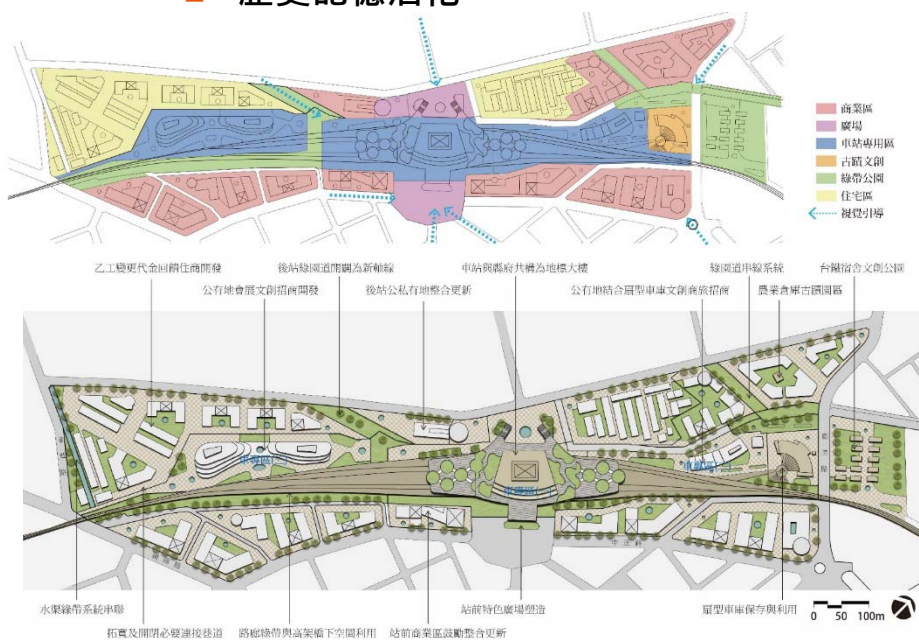 歷史記憶活化
商業區
廣場
車站專用區
古蹟文創
綠帶公園
住宅區
視覺引導
乙工變更代金回饋住商開發
後站綠園道開闢為新軸線
車站與縣府共構為地標大樓
綠園道串線系統
台鐵宿舍文創公園
公有地會展文創招商開發
後站公私有地整合更新
公有地結合扇型車庫文創商旅招商
農業倉庫古蹟園區
水渠綠帶系統串聯
站前特色廣場塑造
扇型車庫保存與利用
拓寬及開闢必要連接巷道
路廊綠帶與高架橋下空間利用
站前商業區鼓勵整合更新
0 50 100m